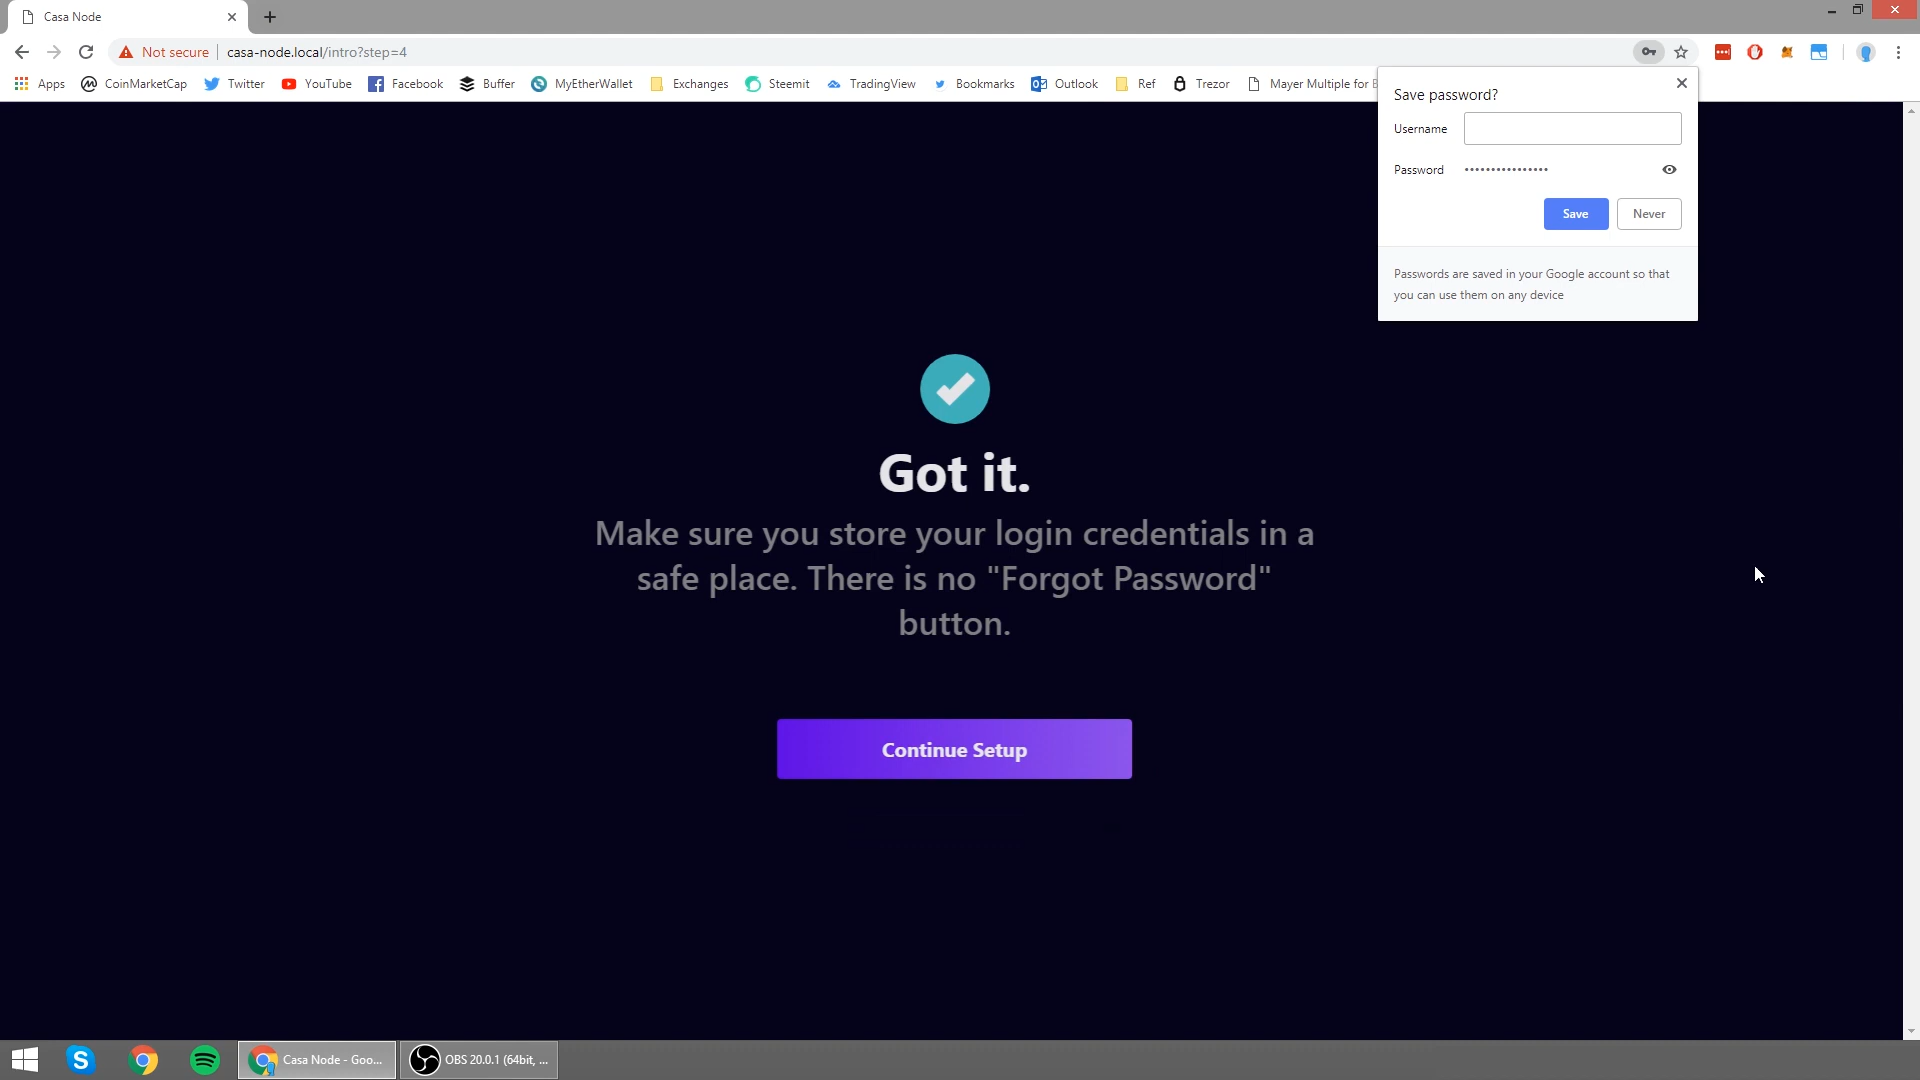 Casa Node
Not secure casa-node.local/intro?step=4
Apps CoinMarketCap Twitter YouTube Facebook Buffer MyEtherWallet Exchanges Steemit TradingView Bookmarks Outlook Ref Trezor Mayer Multiple for B
Save password?
Username
Password ••••••••••••••••
Save Never
Passwords are saved in your Google account so that
you can use them on any device
Got it.
Make sure you store your login credentials in a
safe place. There is no "Forgot Password"
button.
Continue Setup
Casa Node - Goo... OBS 20.0.1 (64bit, ...